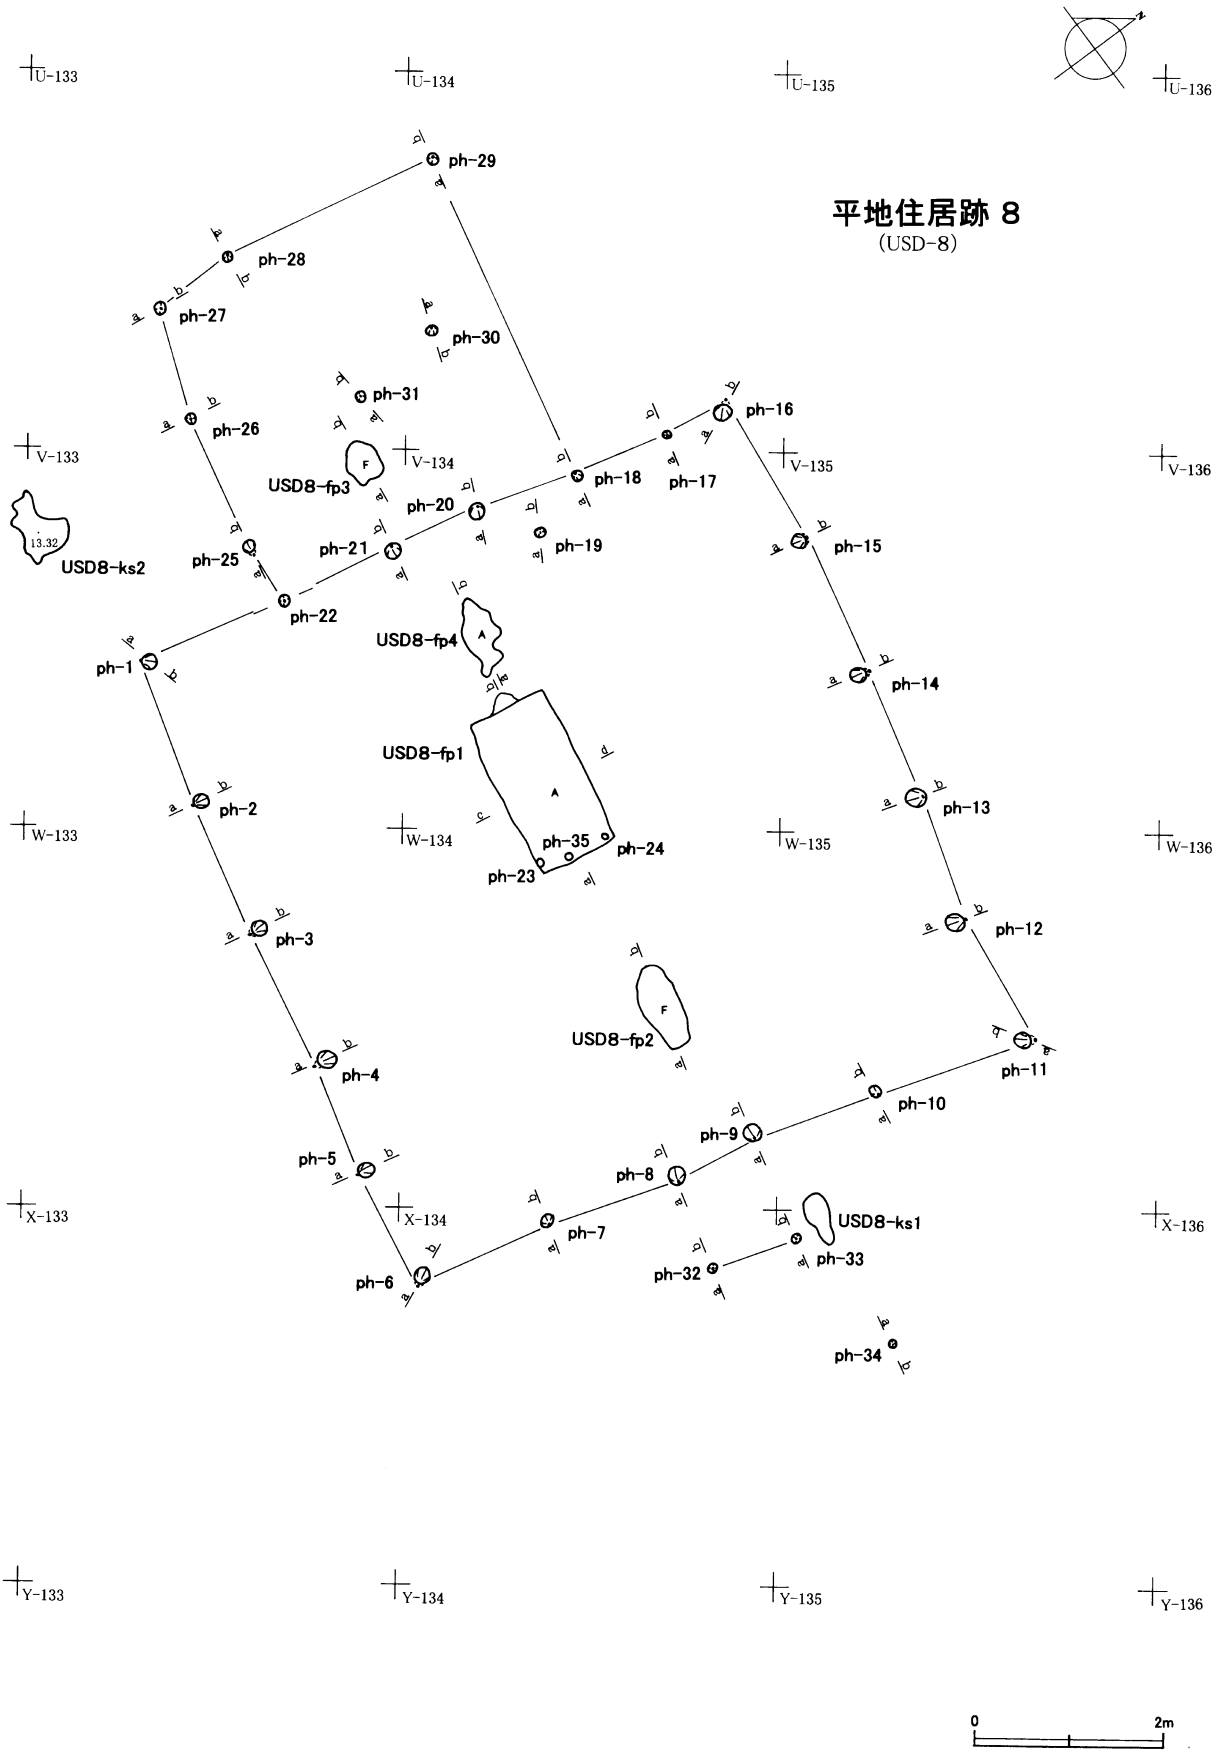 N
U-133
U-134
U-135
U-136
平地住居跡 8
(USD-8)
b
ph-29
a
a
ph-28
b
b
a
ph-27
a
ph-30
b
b
ph-31
a
b
a
ph-26
b
ph-16
a
b
ph-17
a
V-133
V-134
V-135
V-136
b
F
USD8-fp3
a
b
ph-18
a
b
ph-20
a
b
ph-19
a
13.32
USD8-ks2
b
ph-25
a
b
ph-21
a
b
a
ph-15
ph-22
b
USD8-fp4
A
a
a
ph-1
b
b
a
ph-14
b
USD8-fp1
d
A
c
b
a
ph-2
b
a
ph-13
W-133
W-134
W-135
W-136
ph-35
ph-24
ph-23
a
b
a
ph-3
b
a
ph-12
b
F
USD8-fp2
a
b
a
ph-4
b
ph-11
a
b
ph-10
a
b
ph-9
a
ph-5
b
a
b
ph-8
a
X-133
X-134
b
ph-7
a
b
USD8-ks1
X-136
ph-33
a
b
ph-32
a
b
ph-6
a
a
ph-34
b
Y-133
Y-134
Y-135
Y-136
0
2m